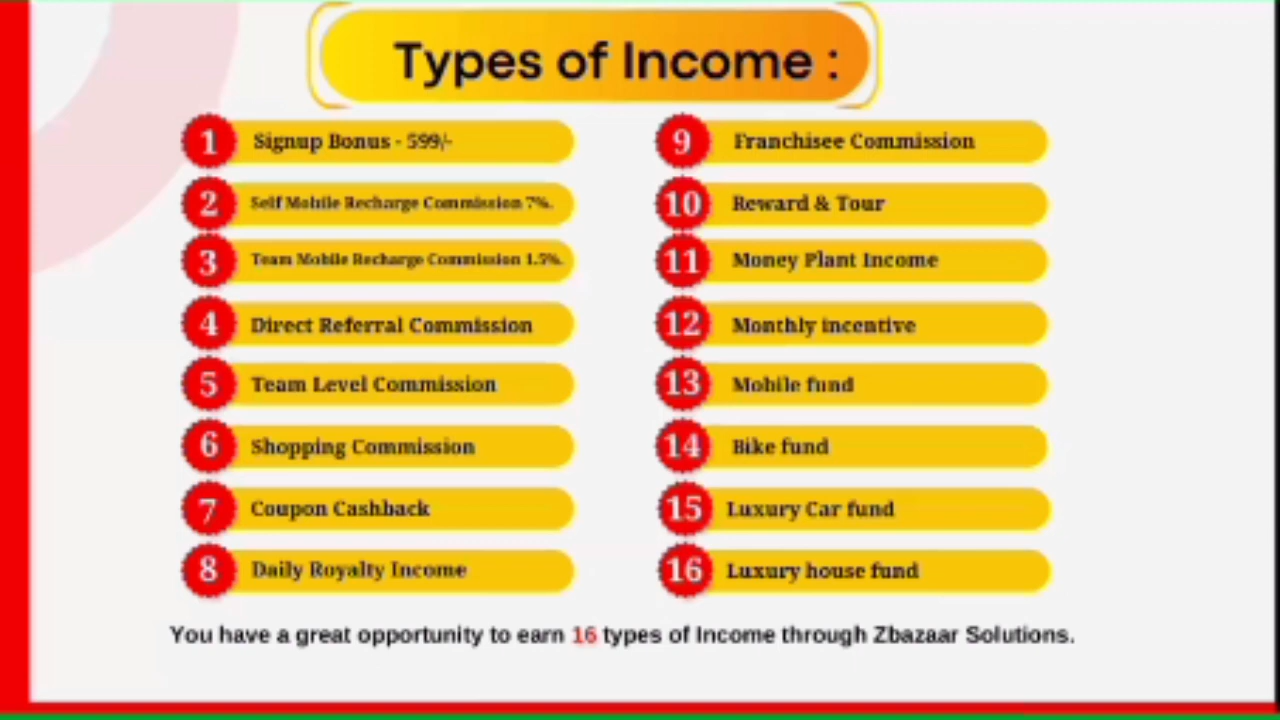 Types of Income :
1 Signup Bonus - 599/-
2 Self Mobile Recharge Commission 7%.
3 Team Mobile Recharge Commission 1.5%.
4 Direct Referral Commission
5 Team Level Commission
6 Shopping Commission
7 Coupon Cashback
8 Daily Royalty Income
9 Franchisee Commission
10 Reward & Tour
11 Money Plant Income
12 Monthly incentive
13 Mobile fund
14 Bike fund
15 Luxury Car fund
16 Luxury house fund
You have a great opportunity to earn 16 types of Income through Zbazaar Solutions.